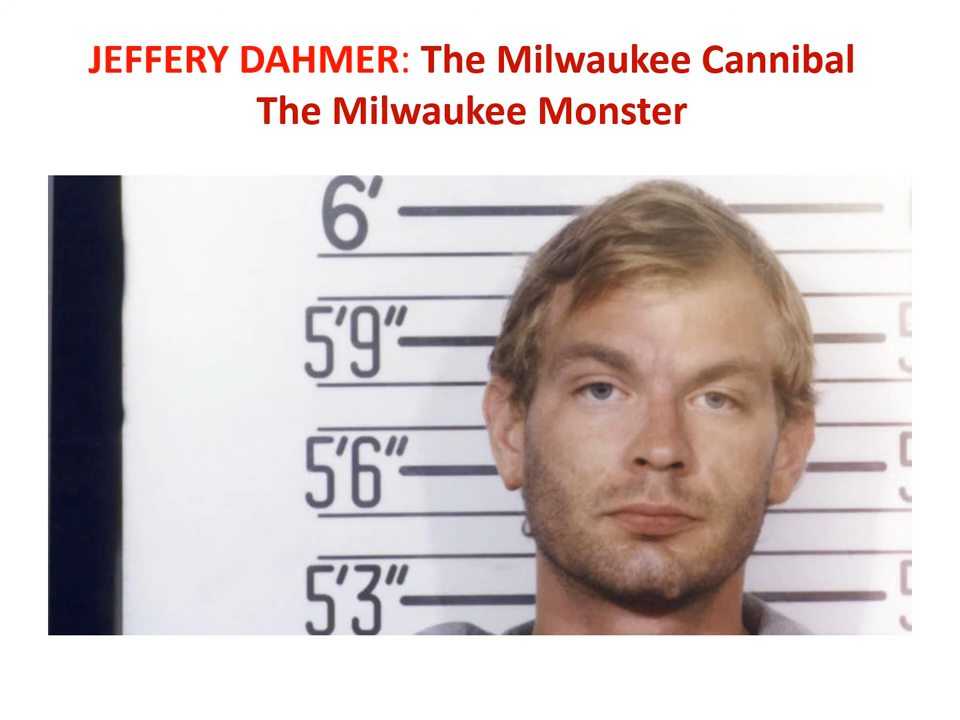 JEFFERY DAHMER: The Milwaukee Cannibal
The Milwaukee Monster
6'
5'9"
5'6"
5'3"